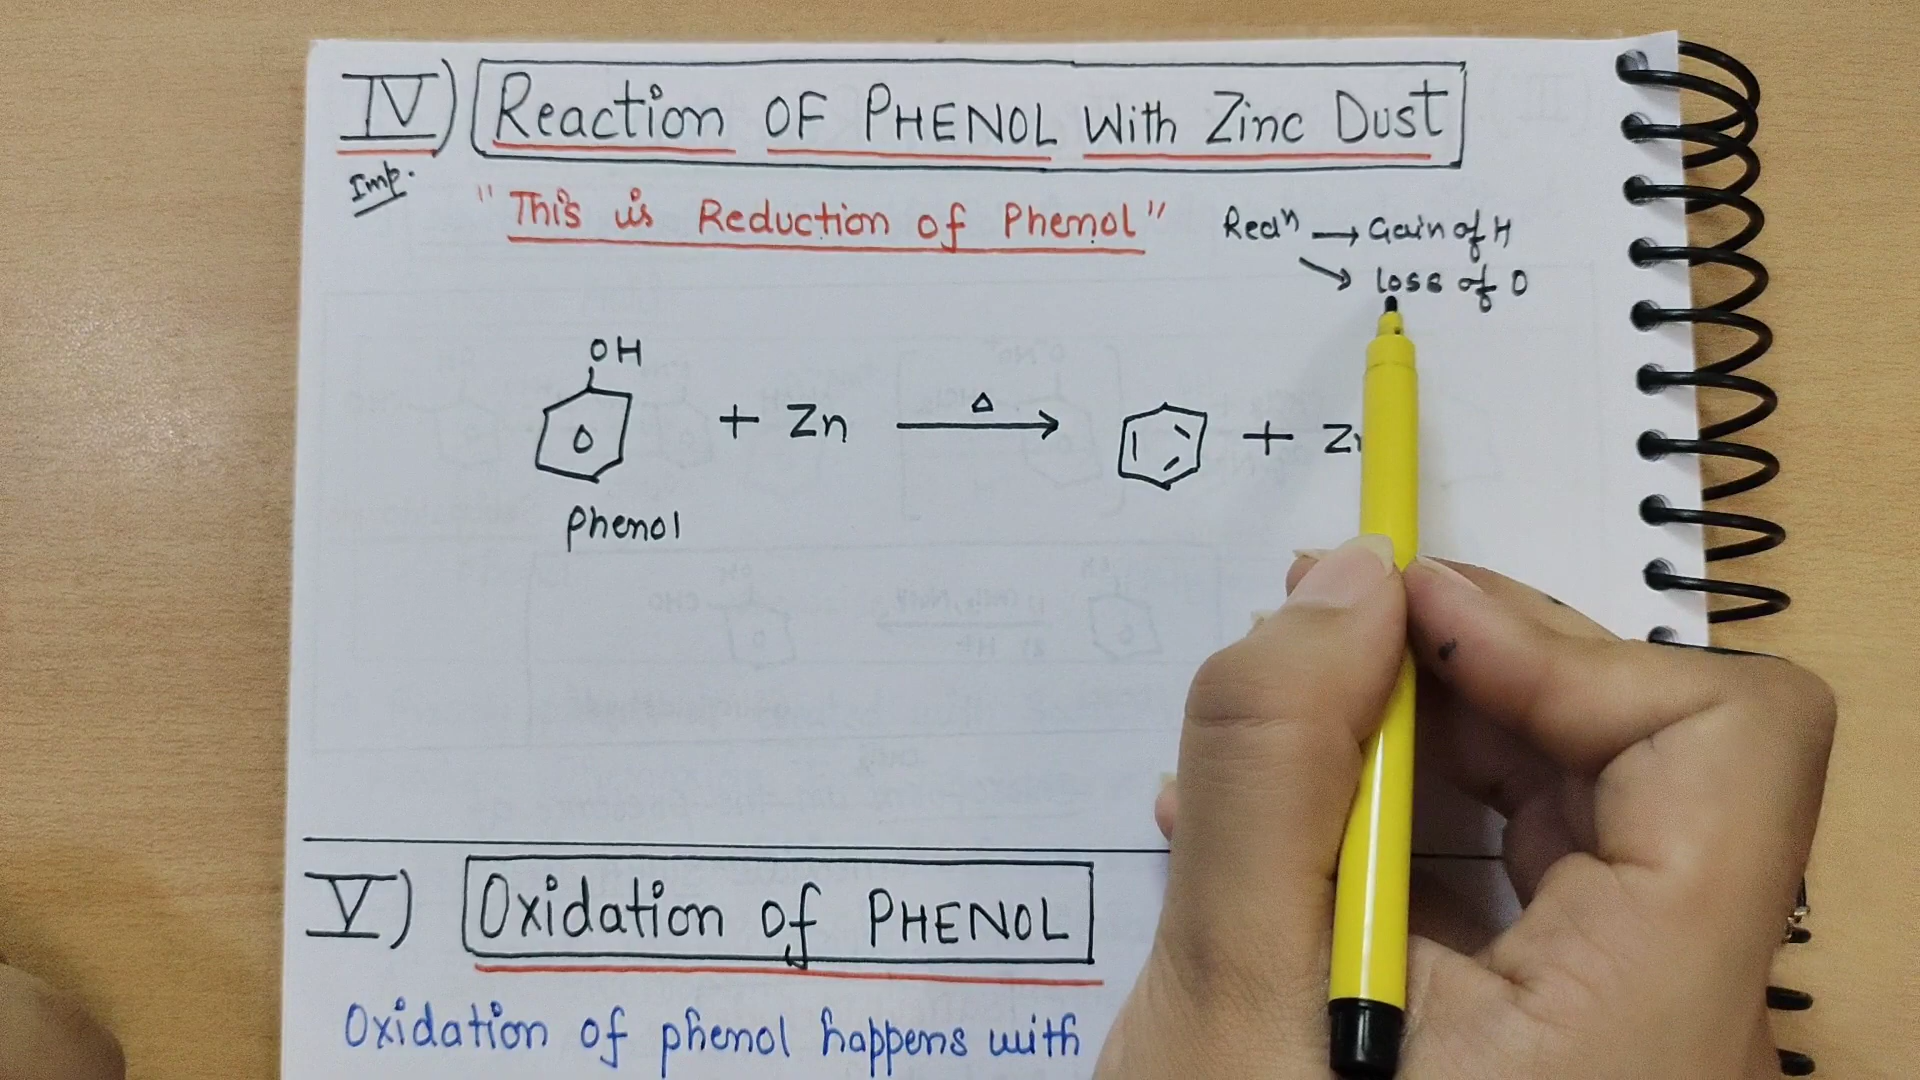 IV) Reaction OF PHENOL With Zinc Dust
Imp.
"This is Reduction of Phenol"
Redⁿ → Gain of H
↘ loss of O
OH
+ Zn Δ → +
Phenol
V) Oxidation of PHENOL
Oxidation of phenol happens with